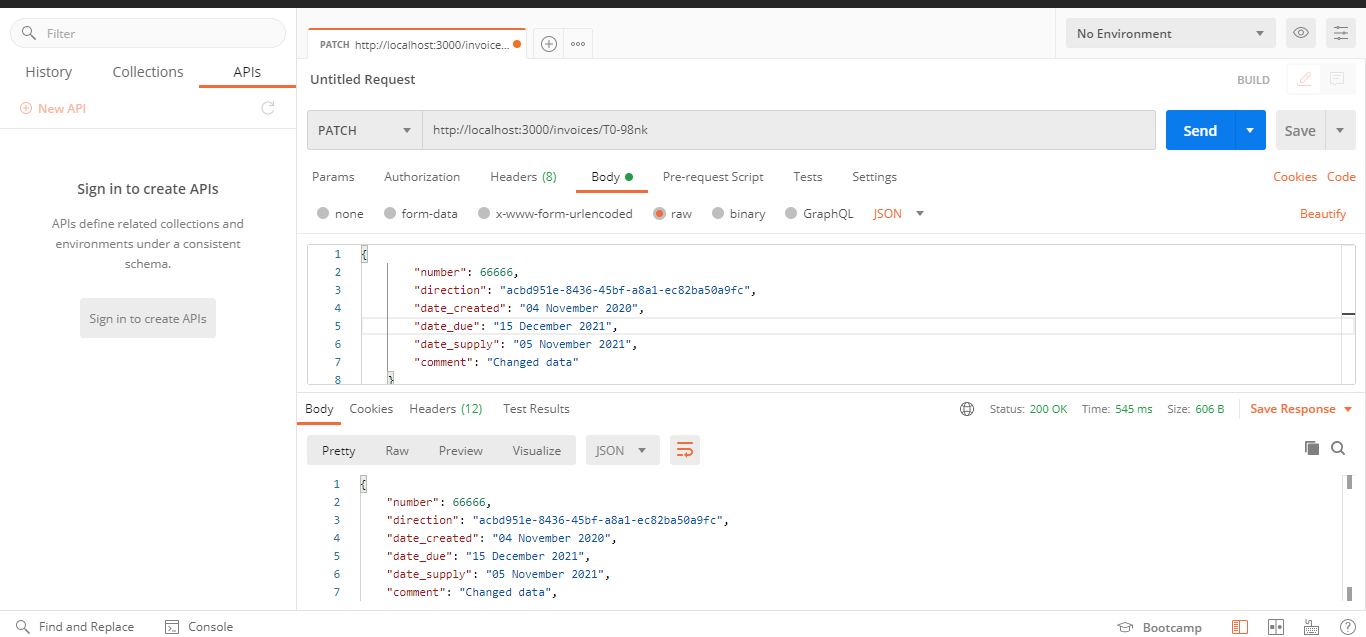 Filter
History Collections APIs
New API
Sign in to create APIs
APIs define related collections and
environments under a consistent
schema.
Sign in to create APIs
PATCH http://localhost:3000/invoice...
No Environment
Untitled Request
BUILD
PATCH http://localhost:3000/invoices/T0-98nk
Send Save
Params Authorization Headers (8) Body Pre-request Script Tests Settings Cookies Code
none form-data x-www-form-urlencoded raw binary GraphQL JSON Beautify
1 {
2 "number": 66666,
3 "direction": "acbd951e-8436-45bf-a8a1-ec82ba50a9fc",
4 "date_created": "04 November 2020",
5 "date_due": "15 December 2021",
6 "date_supply": "05 November 2021",
7 "comment": "Changed data"
8 }
Body Cookies Headers (12) Test Results Status: 200 OK Time: 545 ms Size: 606 B Save Response
Pretty Raw Preview Visualize JSON
1 {
2 "number": 66666,
3 "direction": "acbd951e-8436-45bf-a8a1-ec82ba50a9fc",
4 "date_created": "04 November 2020",
5 "date_due": "15 December 2021",
6 "date_supply": "05 November 2021",
7 "comment": "Changed data",
Find and Replace Console Bootcamp